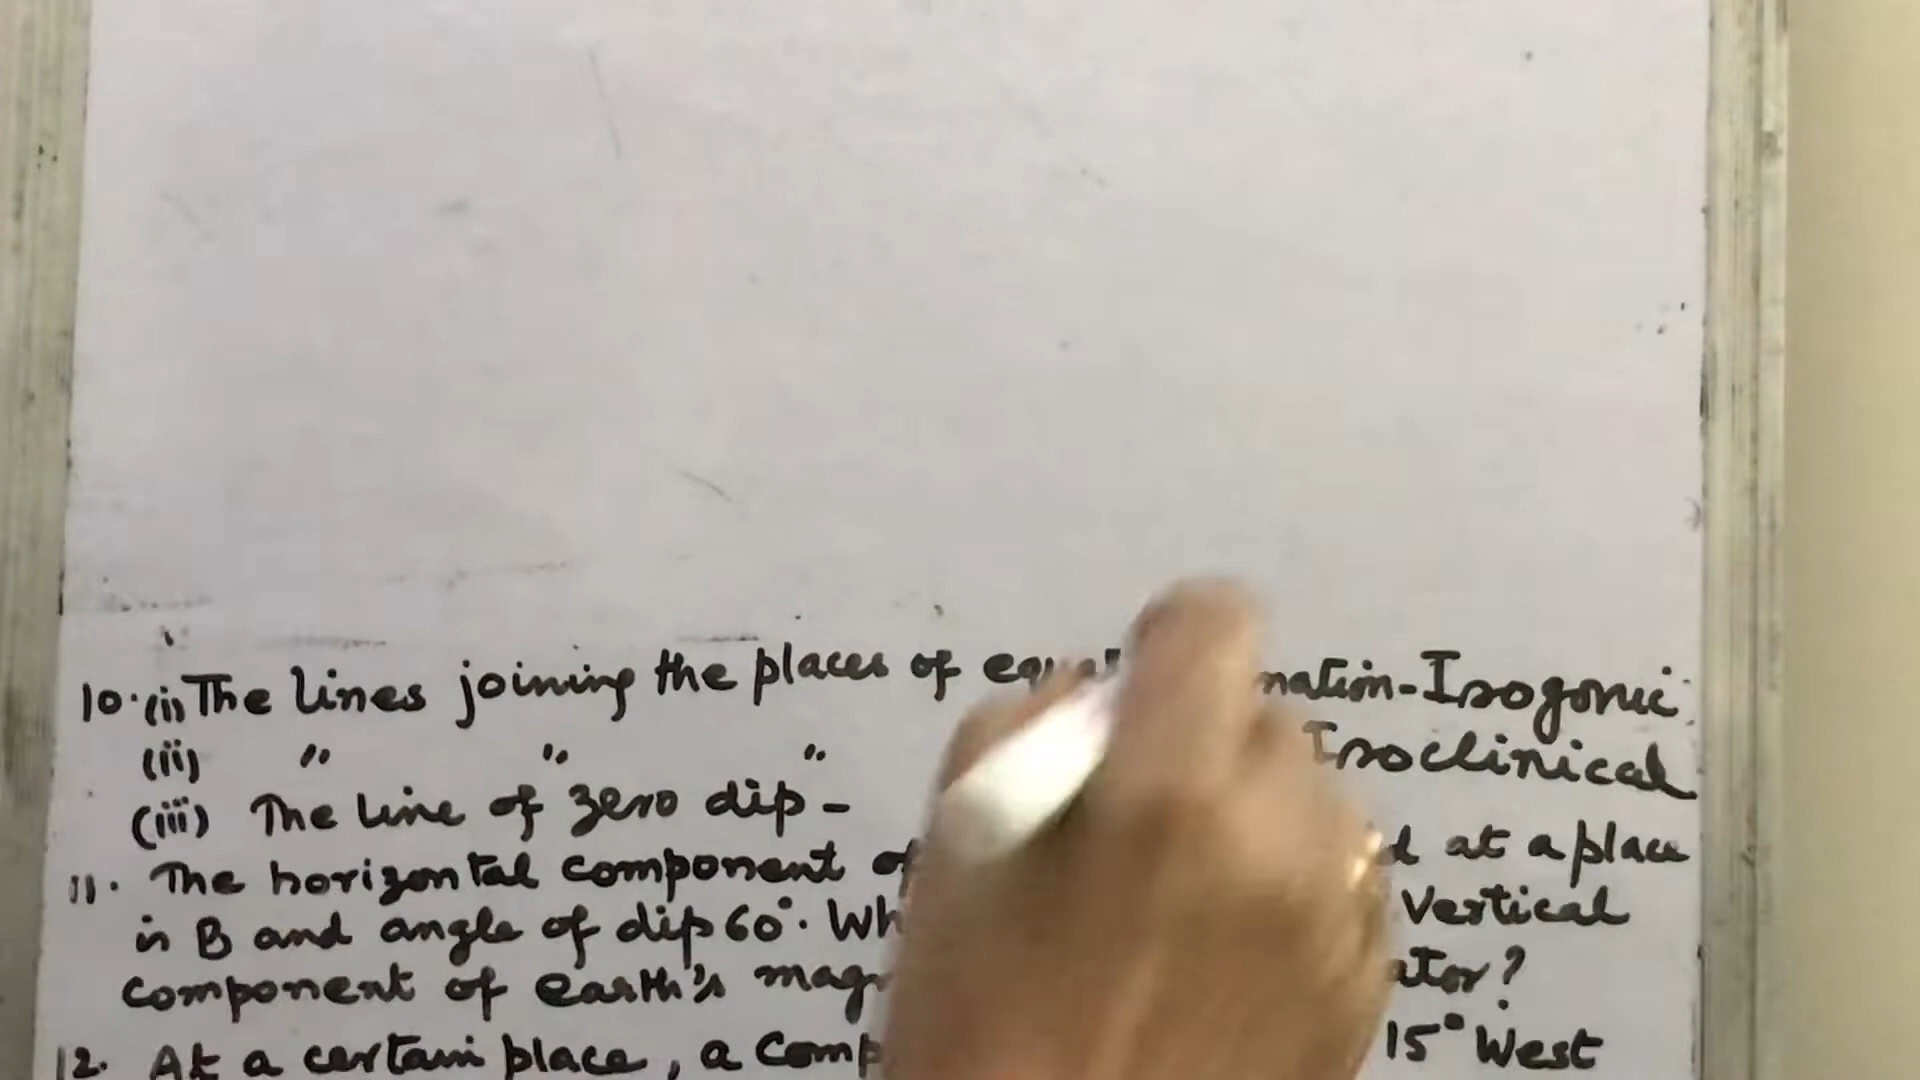 10. (i) The lines joining the places of equal nation - Isogonic
(ii) " " " Isoclinical
(iii) The line of zero dip -
11. The horizontal component of d at a place
is B and angle of dip 60°. Wh Vertical
component of earth's magn ator?
12. At a certain place, a Comp 15° West